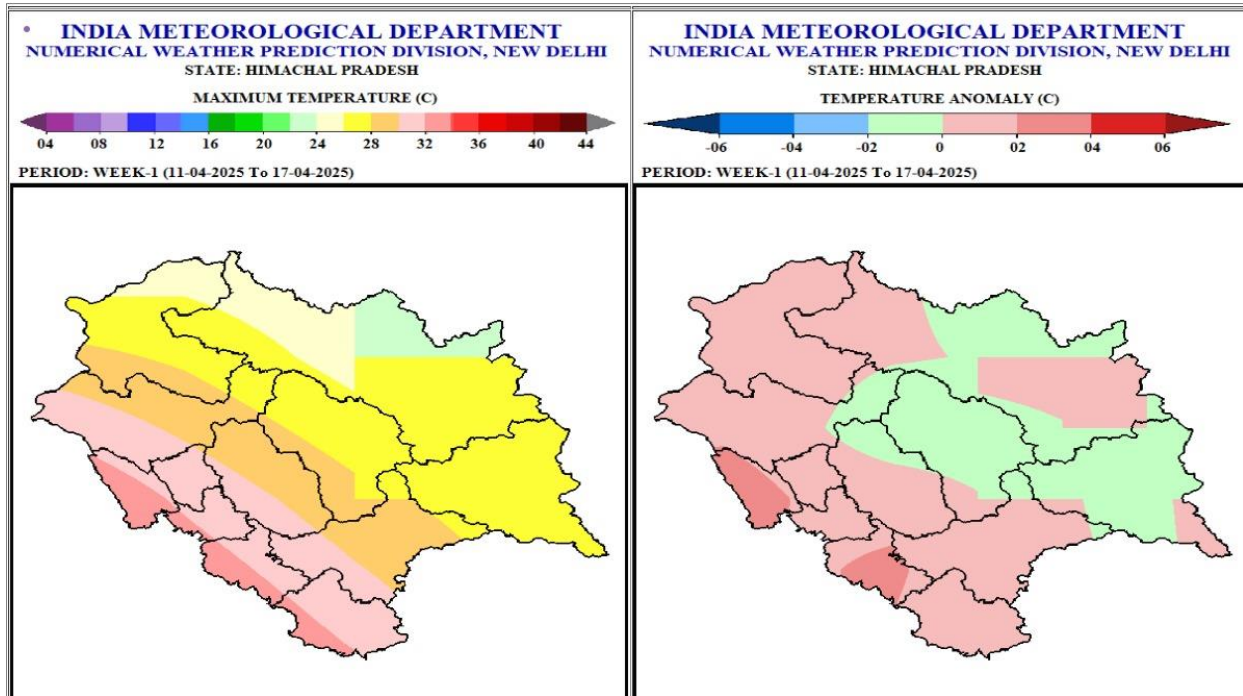 INDIA METEOROLOGICAL DEPARTMENT
NUMERICAL WEATHER PREDICTION DIVISION, NEW DELHI
STATE: HIMACHAL PRADESH
MAXIMUM TEMPERATURE (C)
04 08 12 16 20 24 28 32 36 40 44
PERIOD: WEEK-1 (11-04-2025 To 17-04-2025)
INDIA METEOROLOGICAL DEPARTMENT
NUMERICAL WEATHER PREDICTION DIVISION, NEW DELHI
STATE: HIMACHAL PRADESH
TEMPERATURE ANOMALY (C)
-06 -04 -02 0 02 04 06
PERIOD: WEEK-1 (11-04-2025 To 17-04-2025)